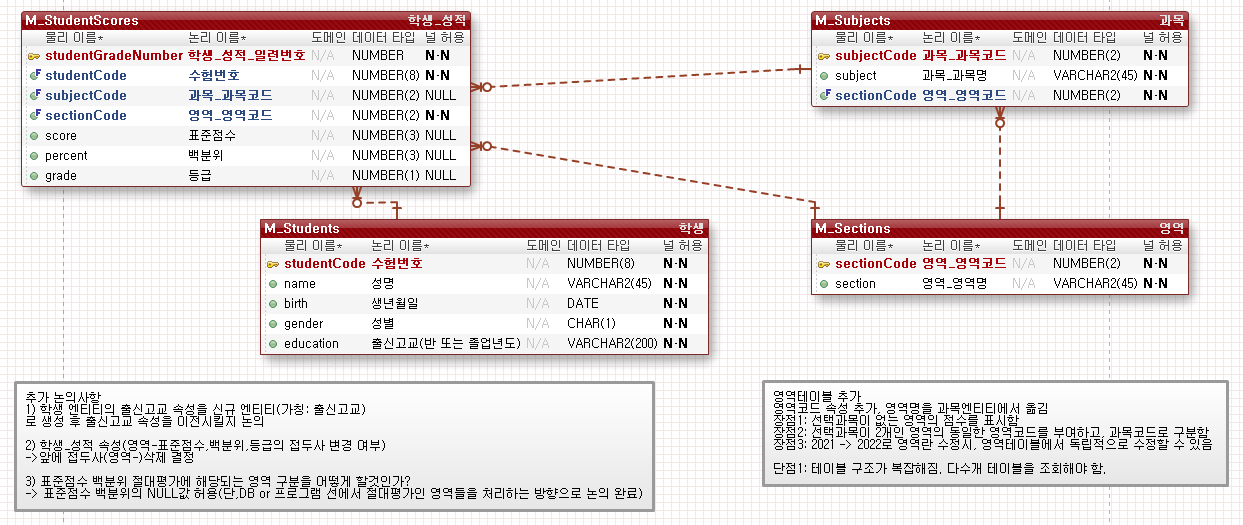 M_StudentScores 학생_성적
물리 이름* 논리 이름* 도메인 데이터 타입 널 허용
studentGradeNumber 학생_성적_일련번호 N/A NUMBER N-N
studentCode 수험번호 N/A NUMBER(8) N-N
subjectCode 과목_과목코드 N/A NUMBER(2) NULL
sectionCode 영역_영역코드 N/A NUMBER(2) N-N
score 표준점수 N/A NUMBER(3) NULL
percent 백분위 N/A NUMBER(3) NULL
grade 등급 N/A NUMBER(1) NULL
M_Subjects 과목
물리 이름* 논리 이름* 도메인 데이터 타입 널 허용
subjectCode 과목_과목코드 N/A NUMBER(2) N-N
subject 과목_과목명 N/A VARCHAR2(45) N-N
sectionCode 영역_영역코드 N/A NUMBER(2) N-N
M_Students 학생
물리 이름* 논리 이름* 도메인 데이터 타입 널 허용
studentCode 수험번호 N/A NUMBER(8) N-N
name 성명 N/A VARCHAR2(45) N-N
birth 생년월일 N/A DATE N-N
gender 성별 N/A CHAR(1) N-N
education 출신고교(반 또는 졸업년도) N/A VARCHAR2(200) N-N
M_Sections 영역
물리 이름* 논리 이름* 도메인 데이터 타입 널 허용
sectionCode 영역_영역코드 N/A NUMBER(2) N-N
section 영역_영역명 N/A VARCHAR2(45) N-N
추가 논의사항
1) 학생 엔티티의 출신고교 속성을 신규 엔티티(가칭: 출신고교)
로 생성 후 출신고교 속성을 이전시킬지 논의
2) 학생_성적 속성(영역-표준점수,백분위,등급의 접두사 변경 여부)
->앞에 접두사(영역-)삭제 결정
3) 표준점수 백분위 절대평가에 해당되는 영역 구분을 어떻게 할것인가?
-> 표준점수 백분위의 NULL값 허용(단,DB or 프로그램 선에서 절대평가인 영역들을 처리하는 방향으로 논의 완료)
영역테이블 추가
영역코드 속성 추가, 영역명을 과목엔티티에서 옮김
장점1: 선택과목이 없는 영역의 점수를 표시함
장점2: 선택과목이 2개인 영역의 동일한 영역코드를 부여하고, 과목코드로 구분함
장점3: 2021 -> 2022로 영역란 수정시, 영역테이블에서 독립적으로 수정할 수 있음
단점1: 테이블 구조가 복잡해짐. 다수개 테이블을 조회해야 함.